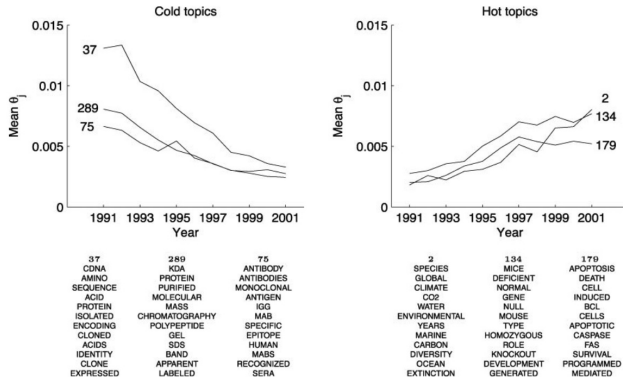 Cold topics
0.015
0.01
0.005
0
Mean θj
37
289
75
1991 1993 1995 1997 1999 2001
Year
Hot topics
0.015
0.01
0.005
0
Mean θj
2
134
179
1991 1993 1995 1997 1999 2001
Year
37 289 75
CDNA KDA ANTIBODY
AMINO PROTEIN ANTIBODIES
SEQUENCE PURIFIED MONOCLONAL
ACID MOLECULAR ANTIGEN
PROTEIN MASS IGG
ISOLATED CHROMATOGRAPHY MAB
ENCODING POLYPEPTIDE SPECIFIC
CLONED GEL EPITOPE
ACIDS SDS HUMAN
IDENTITY BAND MABS
CLONE APPARENT RECOGNIZED
EXPRESSED LABELED SERA
2 134 179
SPECIES MICE APOPTOSIS
GLOBAL DEFICIENT DEATH
CLIMATE NORMAL CELL
CO2 GENE INDUCED
WATER NULL BCL
ENVIRONMENTAL MOUSE CELLS
YEARS TYPE APOPTOTIC
MARINE HOMOZYGOUS CASPASE
CARBON ROLE FAS
DIVERSITY KNOCKOUT SURVIVAL
OCEAN DEVELOPMENT PROGRAMMED
EXTINCTION GENERATED MEDIATED